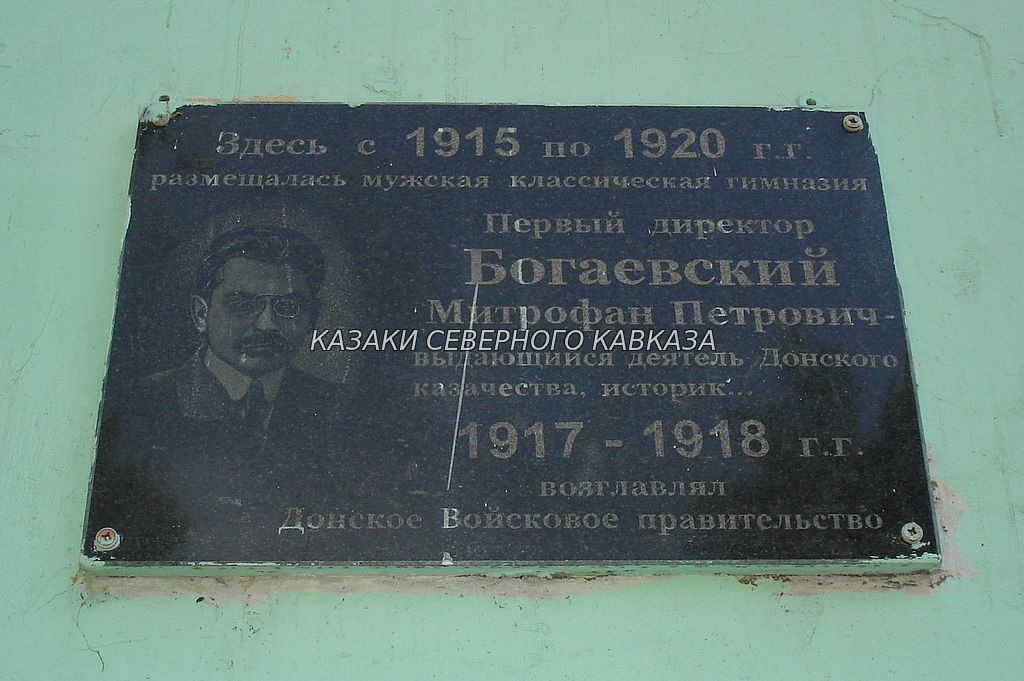 Здесь с 1915 по 1920 г.г.
размещалась мужская классическая гимназия
Первый директор
Богаевский
Митрофан Петрович-
КАЗАКИ СЕВЕРНОГО КАВКАЗА
выдающийся деятель Донского
казачества, историк...
1917 - 1918 г.г.
возглавлял
Донское Войсковое правительство